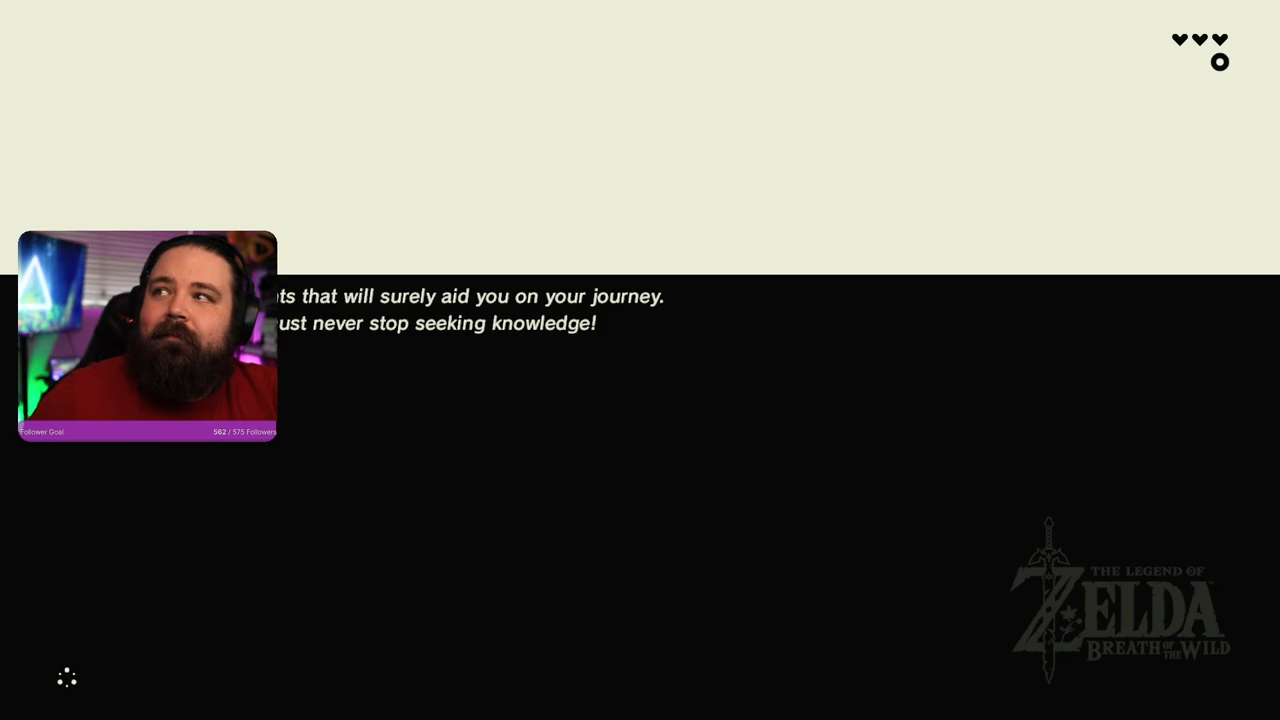 ts that will surely aid you on your journey.
ust never stop seeking knowledge!
Follower Goal
562 / 575 Followers
THE LEGEND OF
ZELDA
BREATH OF THE WILD